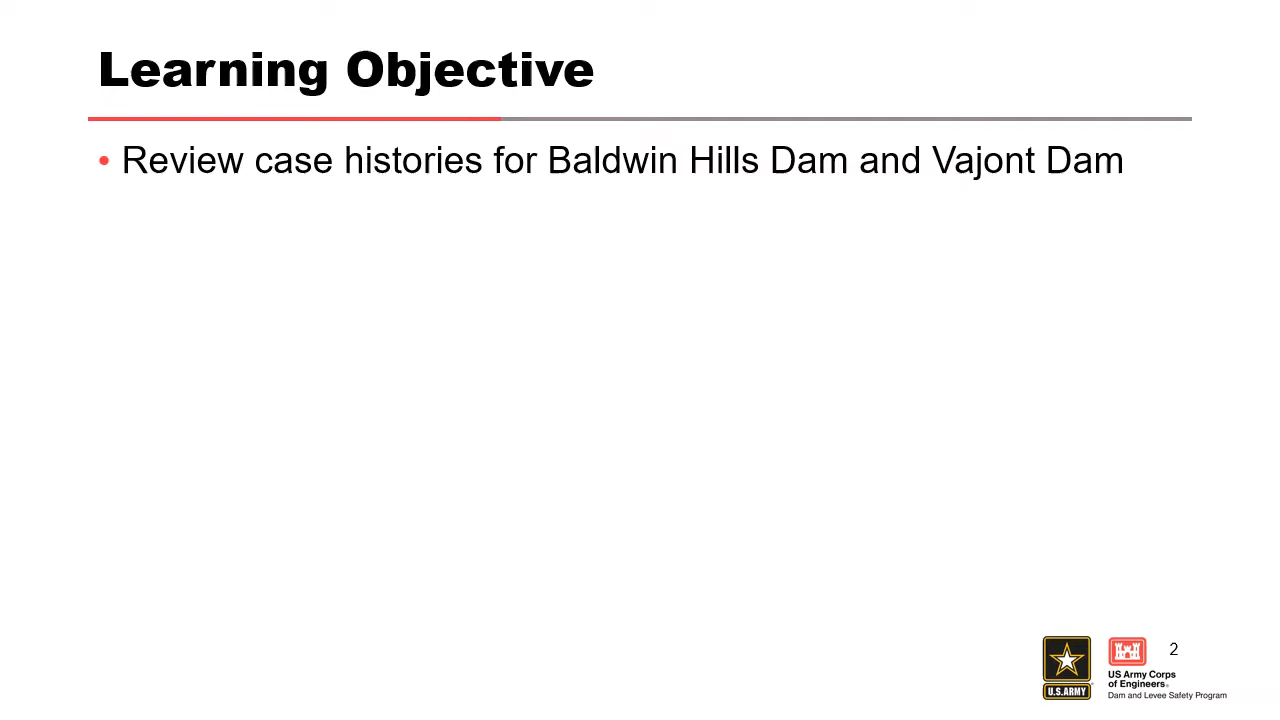 Learning Objective
• Review case histories for Baldwin Hills Dam and Vajont Dam
2
U.S.ARMY
US Army Corps
of Engineers®
Dam and Levee Safety Program